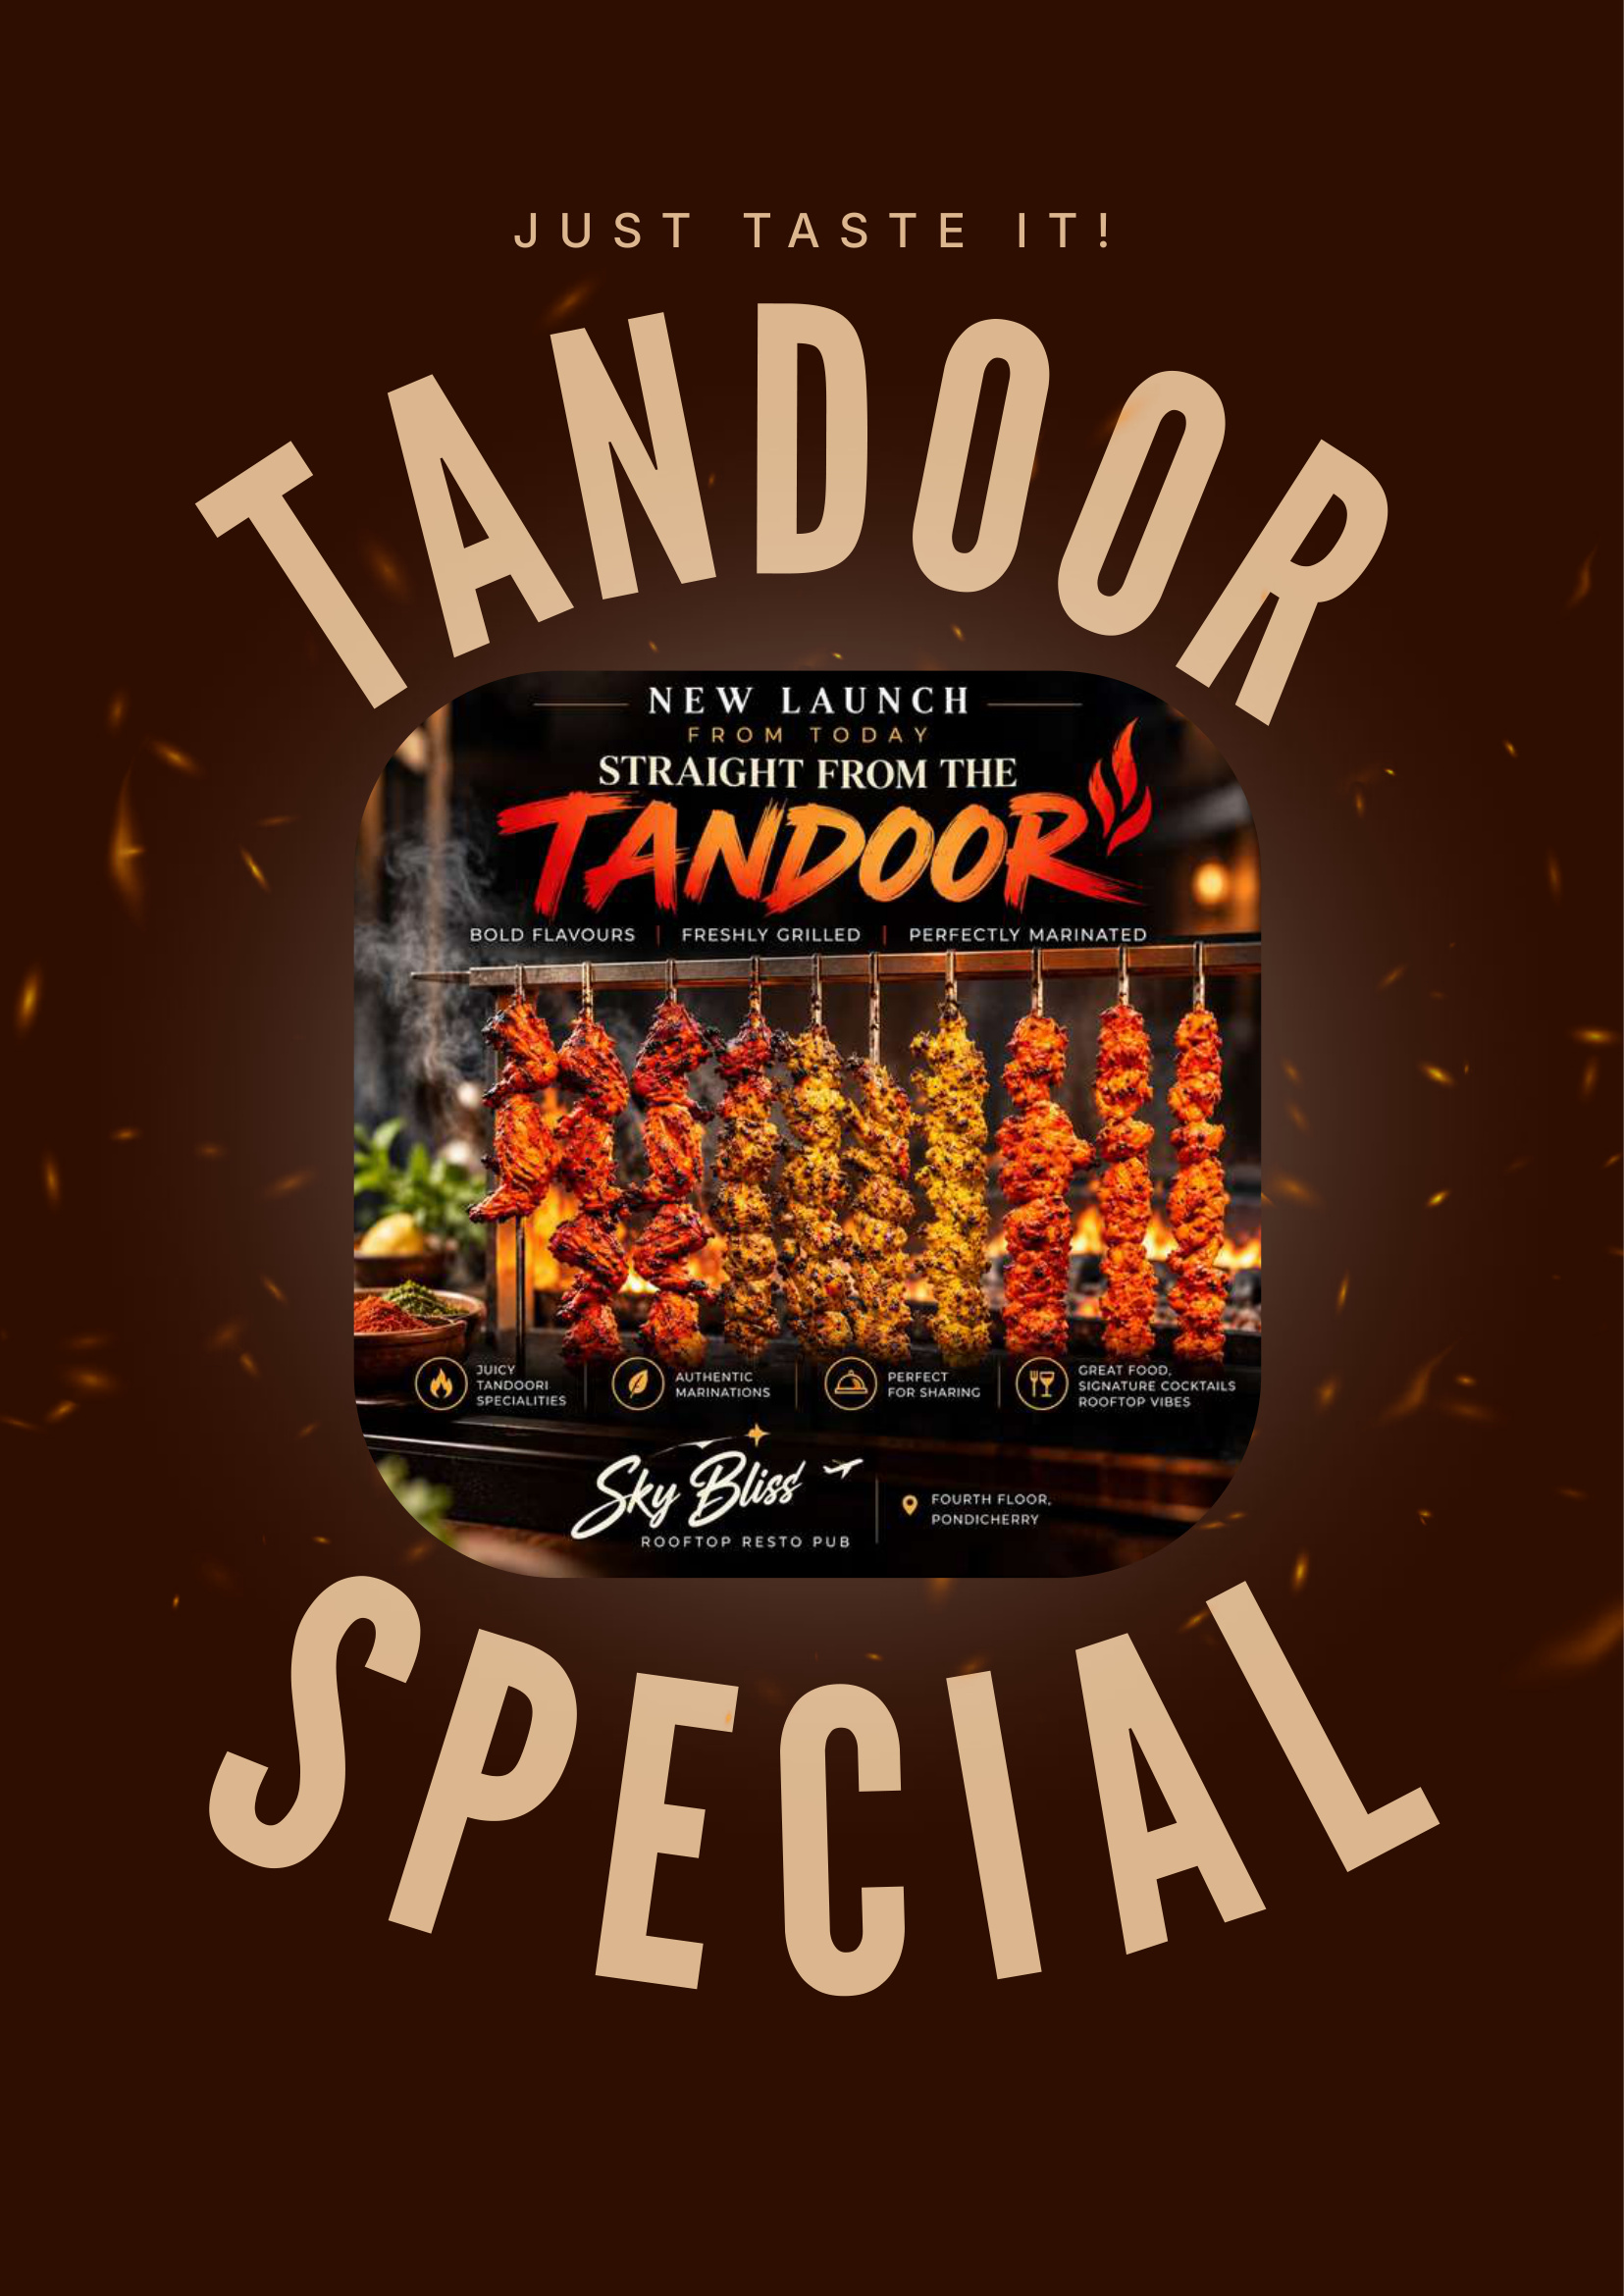 JUST TASTE IT!
TANDOOR
NEW LAUNCH
FROM TODAY
STRAIGHT FROM THE
TANDOOR
BOLD FLAVOURS | FRESHLY GRILLED | PERFECTLY MARINATED
JUICY
TANDOORI
SPECIALITIES
AUTHENTIC
MARINATIONS
PERFECT
FOR SHARING
GREAT FOOD,
SIGNATURE COCKTAILS
ROOFTOP VIBES
Sky Bliss
ROOFTOP RESTO PUB
FOURTH FLOOR,
PONDICHERRY
SPECIAL